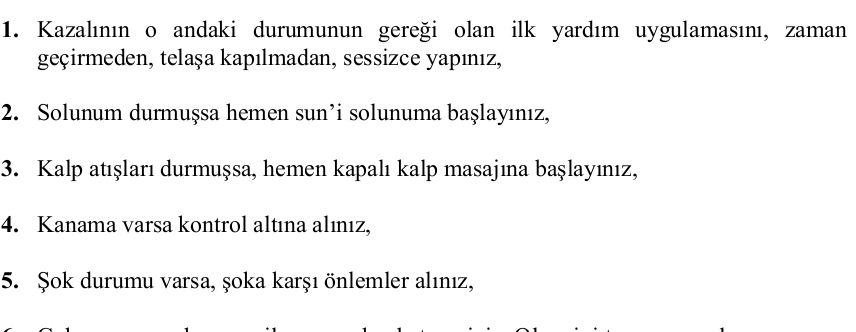 1. Kazalının o andaki durumunun gereği olan ilk yardım uygulamasını, zaman
geçirmeden, telaşa kapılmadan, sessizce yapınız,
2. Solunum durmuşsa hemen sun’i solunuma başlayınız,
3. Kalp atışları durmuşsa, hemen kapalı kalp masajına başlayınız,
4. Kanama varsa kontrol altına alınız,
5. Şok durumu varsa, şoka karşı önlemler alınız,